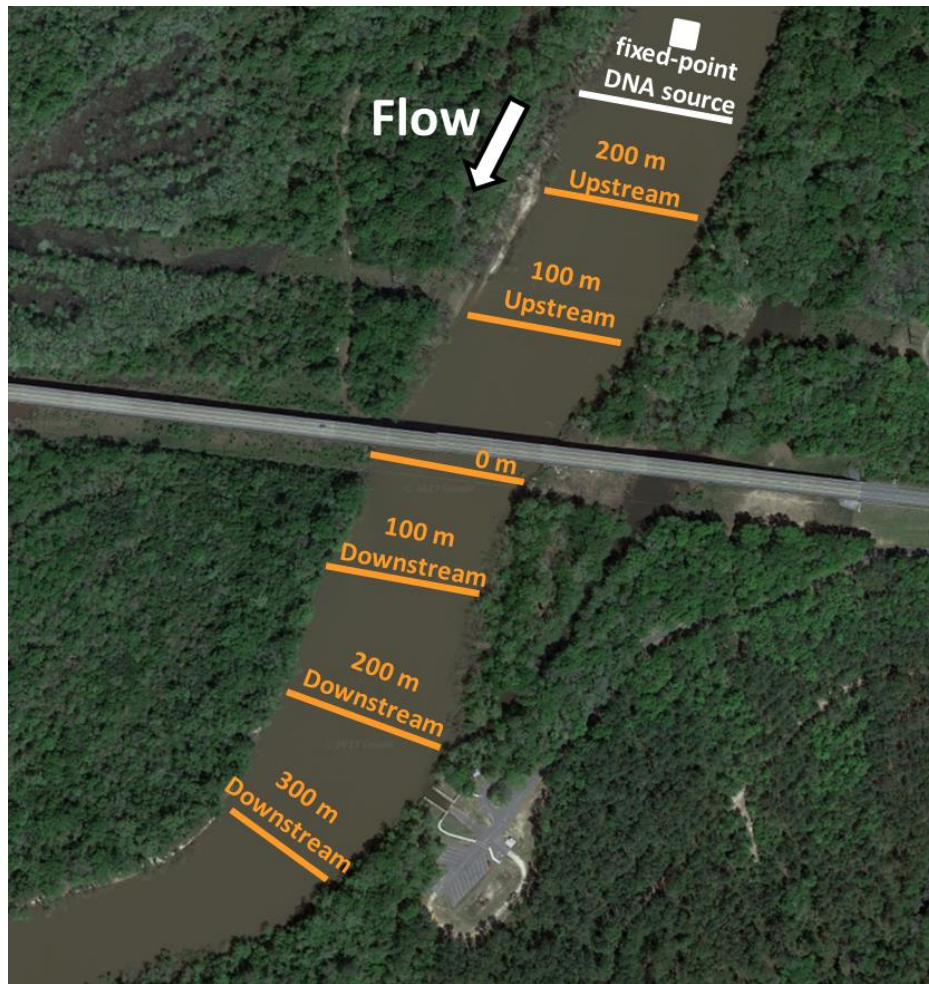 fixed-point
DNA source
Flow
200 m
Upstream
100 m
Upstream
0 m
100 m
Downstream
200 m
Downstream
300 m
Downstream